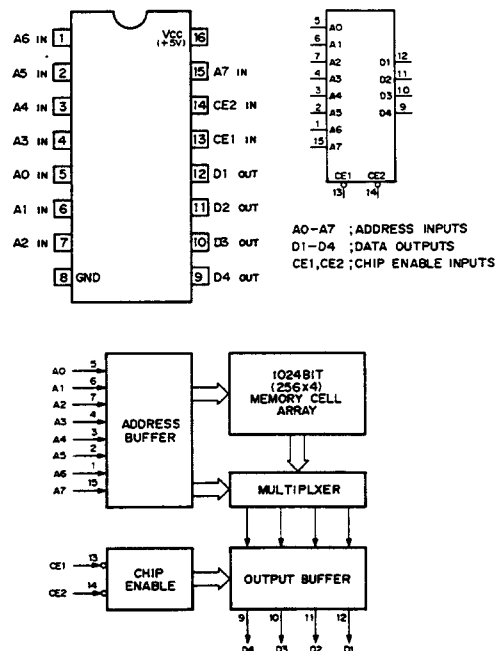 A6 IN 1
A5 IN 2
A4 IN 3
A3 IN 4
A0 IN 5
A1 IN 6
A2 IN 7
8 GND
VCC 16
(+5V)
15 A7 IN
14 CE2 IN
13 CE1 IN
12 D1 OUT
11 D2 OUT
10 D3 OUT
9 D4 OUT
5 A0
6 A1
7 A2
4 A3
3 A4
2 A5
1 A6
15 A7
D1 12
D2 11
D3 10
D4 9
CE1 CE2
13 14
A0-A7 ;ADDRESS INPUTS
D1-D4 ;DATA OUTPUTS
CE1,CE2 ;CHIP ENABLE INPUTS
A0 5
A1 6
A2 7
A3 4
A4 3
A5 2
A6 1
A7 15
ADDRESS
BUFFER
1024BIT
(256X4)
MEMORY CELL
ARRAY
MULTIPLXER
CE1 13
CE2 14
CHIP
ENABLE
OUTPUT BUFFER
9 10 11 12
D4 D3 D2 D1